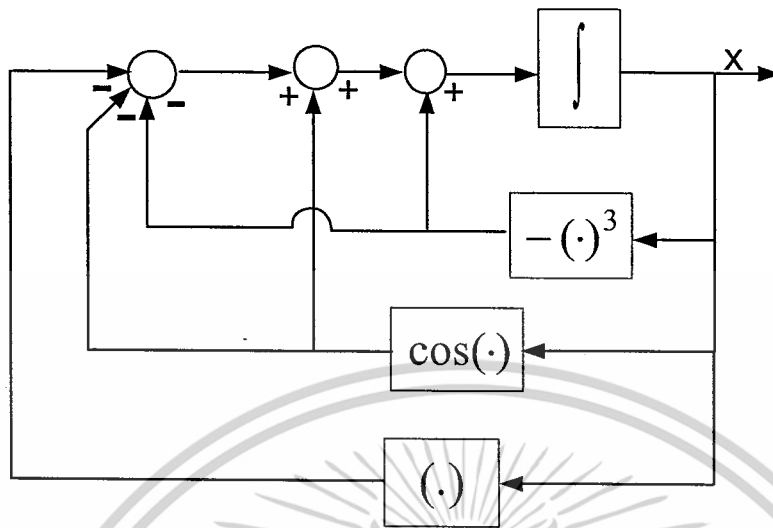 ∫
X
- - -
+ + +
+
-(·)³
cos(·)
(·)